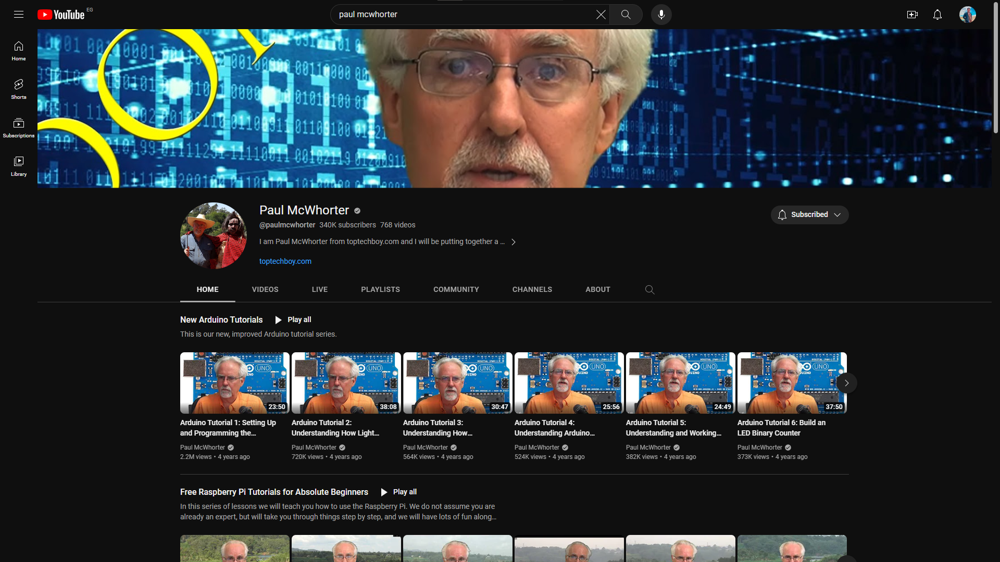 YouTube EG
paul mcwhorter
Home
Shorts
Subscriptions
Library
Paul McWhorter
@paulmcwhorter 340K subscribers 768 videos
I am Paul McWhorter from toptechboy.com and I will be putting together a ...
toptechboy.com
Subscribed
HOME VIDEOS LIVE PLAYLISTS COMMUNITY CHANNELS ABOUT
New Arduino Tutorials Play all
This is our new, improved Arduino tutorial series.
UNO
23:50
UNO
38:08
UNO
30:47
UNO
25:56
UNO
24:49
UNO
37:50
Arduino Tutorial 1: Setting Up
and Programming the...
Paul McWhorter
2.2M views • 4 years ago
Arduino Tutorial 2:
Understanding How Light...
Paul McWhorter
720K views • 4 years ago
Arduino Tutorial 3:
Understanding How...
Paul McWhorter
564K views • 4 years ago
Arduino Tutorial 4:
Understanding Arduino...
Paul McWhorter
524K views • 4 years ago
Arduino Tutorial 5:
Understanding and Working...
Paul McWhorter
382K views • 4 years ago
Arduino Tutorial 6: Build an
LED Binary Counter
Paul McWhorter
373K views • 4 years ago
Free Raspberry Pi Tutorials for Absolute Beginners Play all
In this series of lessons we will teach you how to use the Raspberry Pi. We do not assume you are
already an expert, but will take you through things step by step, and we will have lots of fun along...